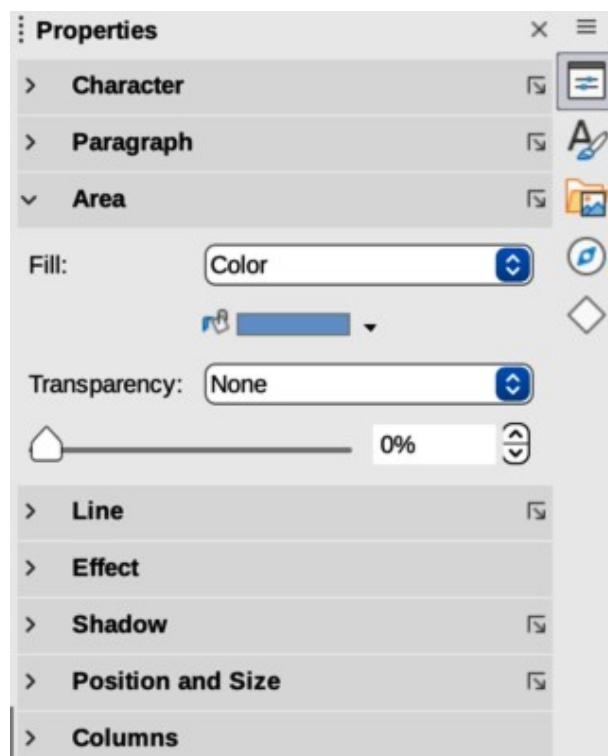 Properties
Character
Paragraph
Area
Fill: Color
Transparency: None
0%
Line
Effect
Shadow
Position and Size
Columns